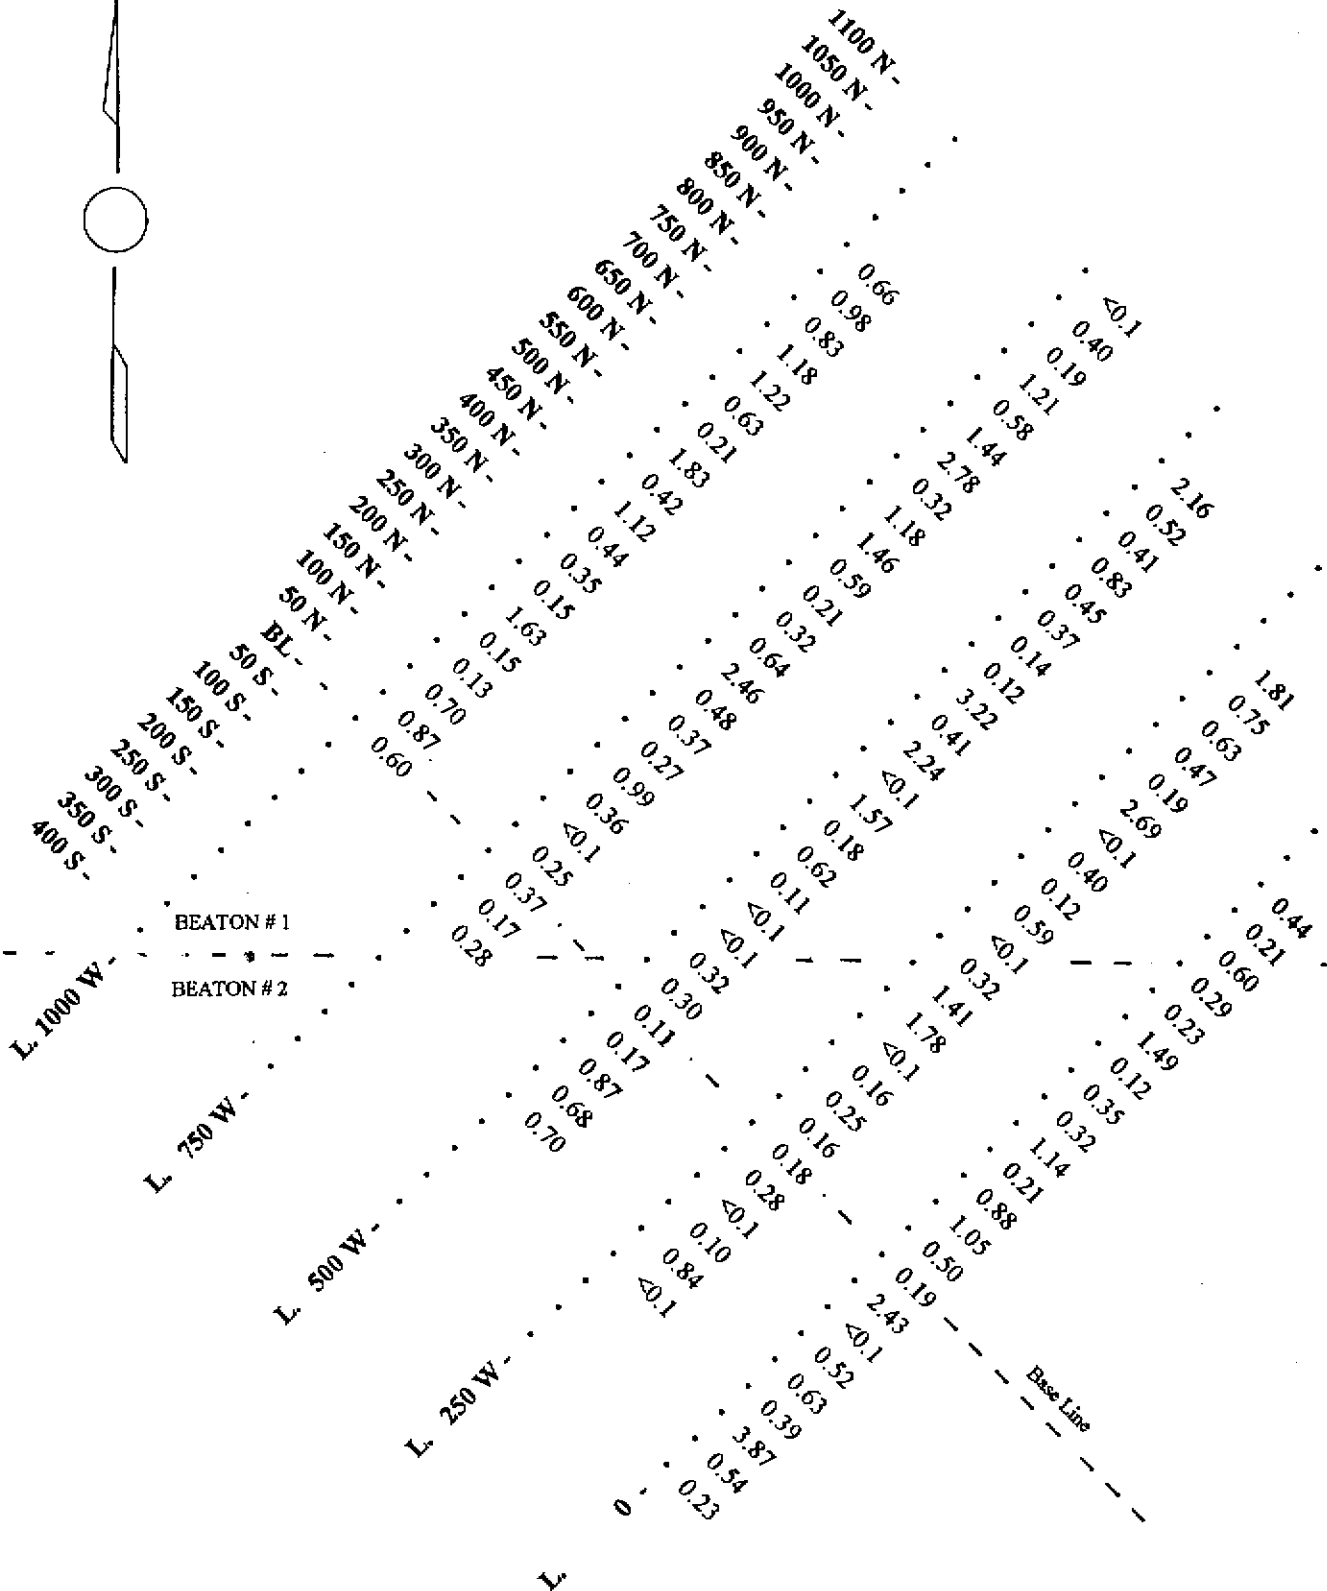 1100 N -
1050 N -
1000 N -
950 N -
900 N -
850 N -
800 N -
750 N -
700 N -
650 N -
600 N -
550 N -
500 N -
450 N -
400 N -
350 N -
300 N -
250 N -
200 N -
150 N -
100 N -
50 N -
BL -
50 S -
100 S -
150 S -
200 S -
250 S -
300 S -
350 S -
400 S -
L. 1000 W -
0.66
0.98
0.83
1.18
1.22
0.63
0.21
1.83
0.42
1.12
0.44
0.35
0.15
1.63
0.15
0.13
0.70
0.87
0.60
BEATON # 1
BEATON # 2
L. 750 W -
<0.1
0.40
0.19
1.21
0.58
1.44
2.78
0.32
1.18
1.46
0.59
0.21
0.32
0.64
2.46
0.48
0.37
0.27
0.99
0.36
<0.1
0.25
0.37
0.17
0.28
L. 500 W -
2.16
0.52
0.41
0.83
0.45
0.37
0.14
0.12
3.22
0.41
2.24
<0.1
1.57
0.18
0.62
0.11
<0.1
<0.1
0.32
0.30
0.11
0.17
0.87
0.68
0.70
L. 250 W -
1.81
0.75
0.63
0.47
0.19
2.69
<0.1
0.40
0.12
0.59
<0.1
0.32
1.41
1.78
<0.1
0.16
0.25
0.16
0.18
0.28
<0.1
0.10
0.84
<0.1
L. 0 -
0.44
0.21
0.60
0.29
0.23
1.49
0.12
0.35
0.32
1.14
0.21
0.88
1.05
0.50
0.19
2.43
<0.1
0.52
0.63
0.39
3.87
0.54
0.23
Base Line